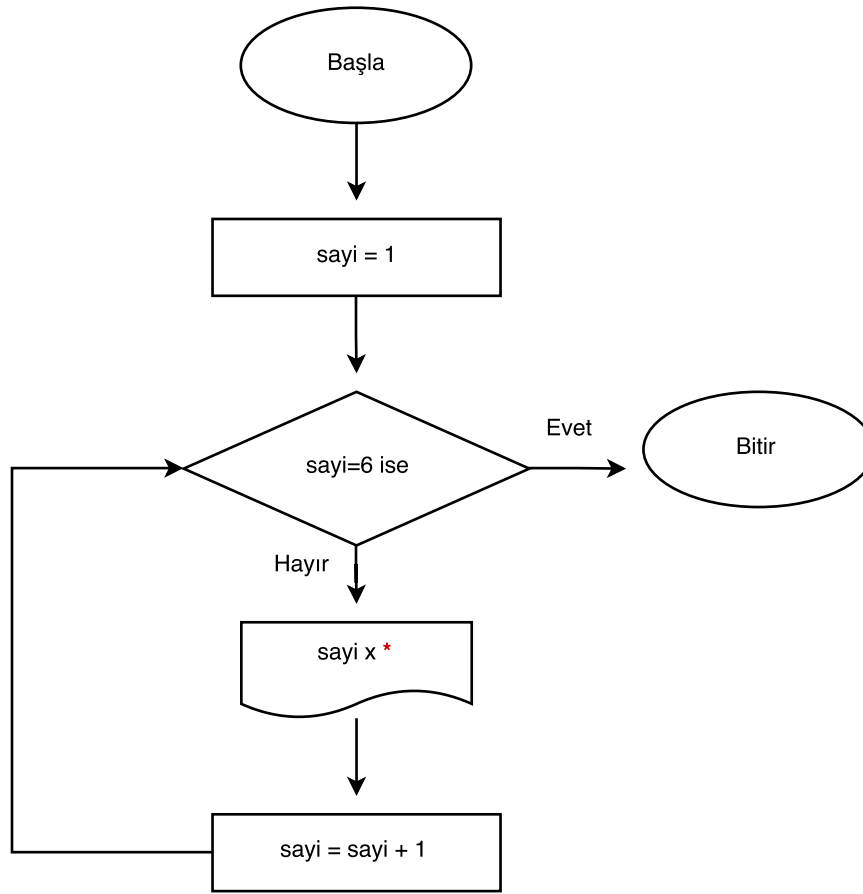 Başla
sayi = 1
sayi=6 ise
Evet
Bitir
Hayır
sayi x *
sayi = sayi + 1